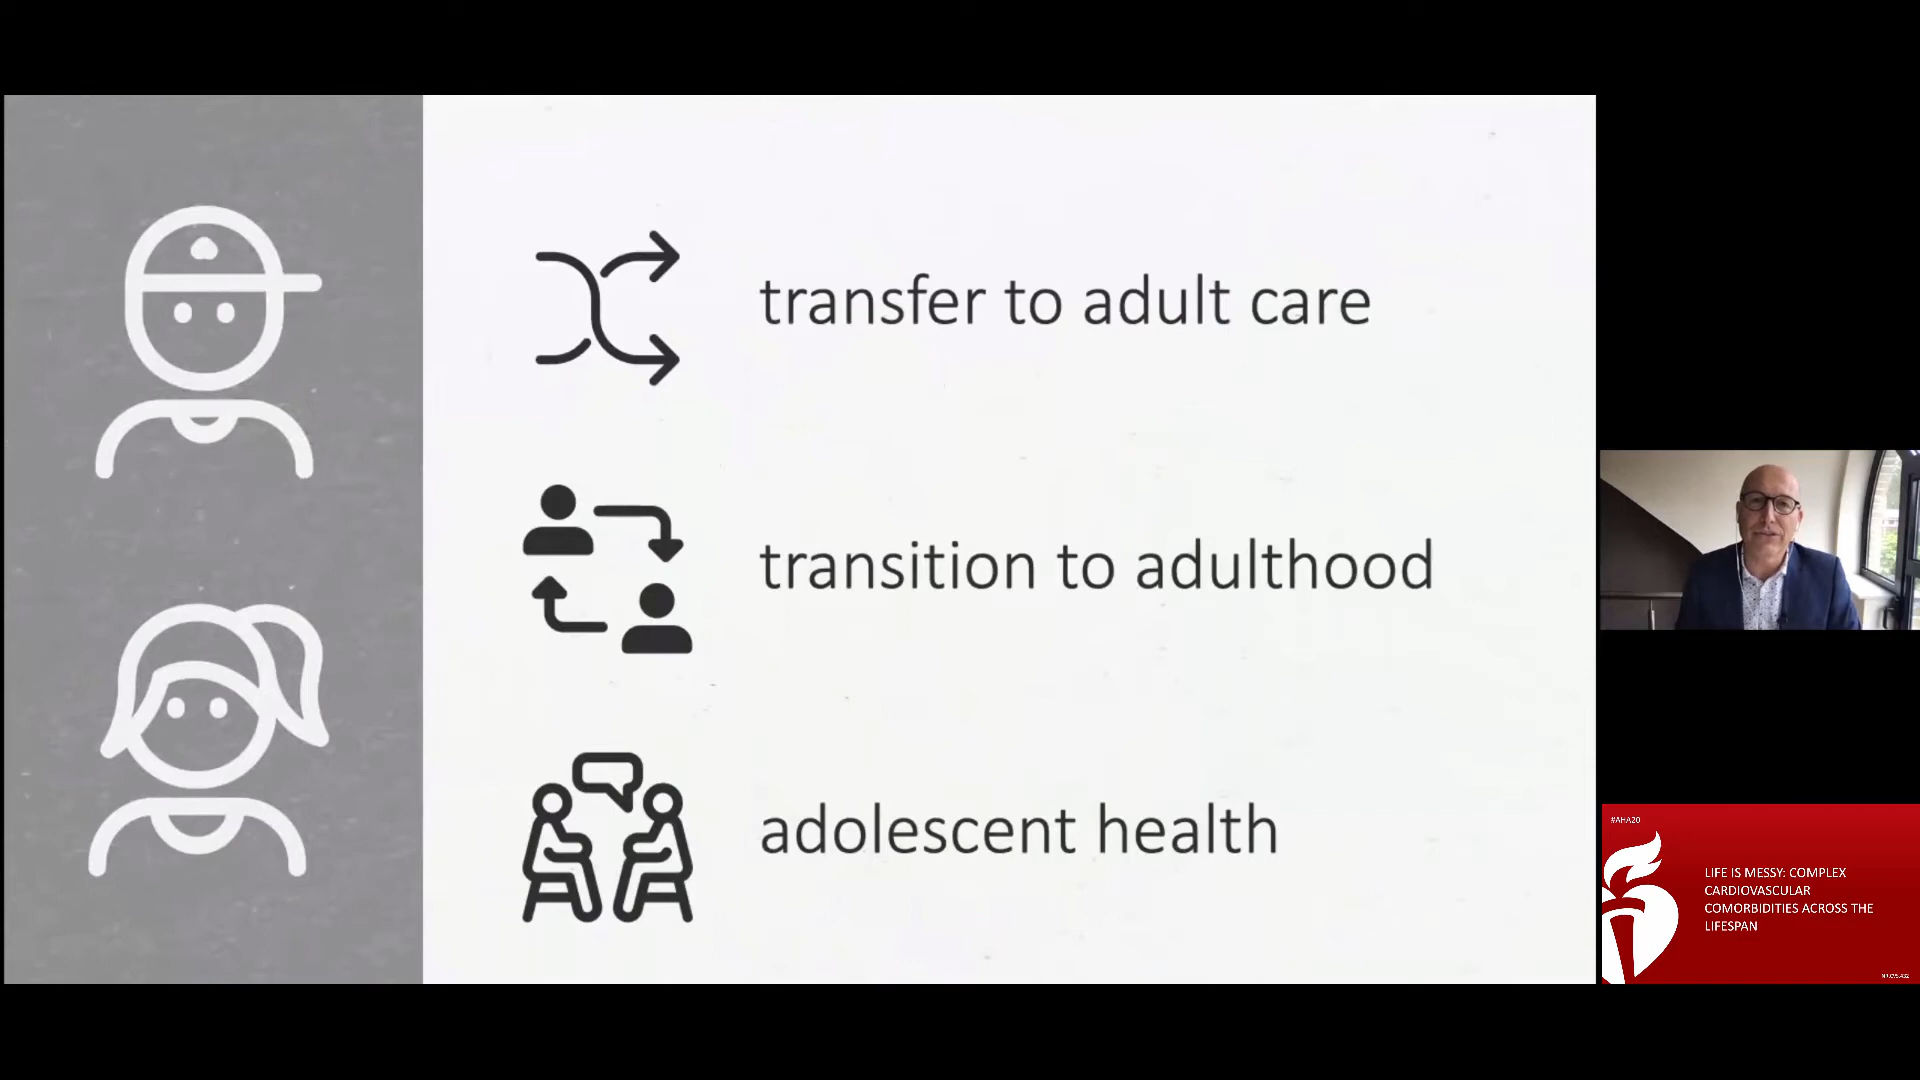 transfer to adult care
transition to adulthood
adolescent health
#AHA20
LIFE IS MESSY: COMPLEX
CARDIOVASCULAR
COMORBIDITIES ACROSS THE
LIFESPAN